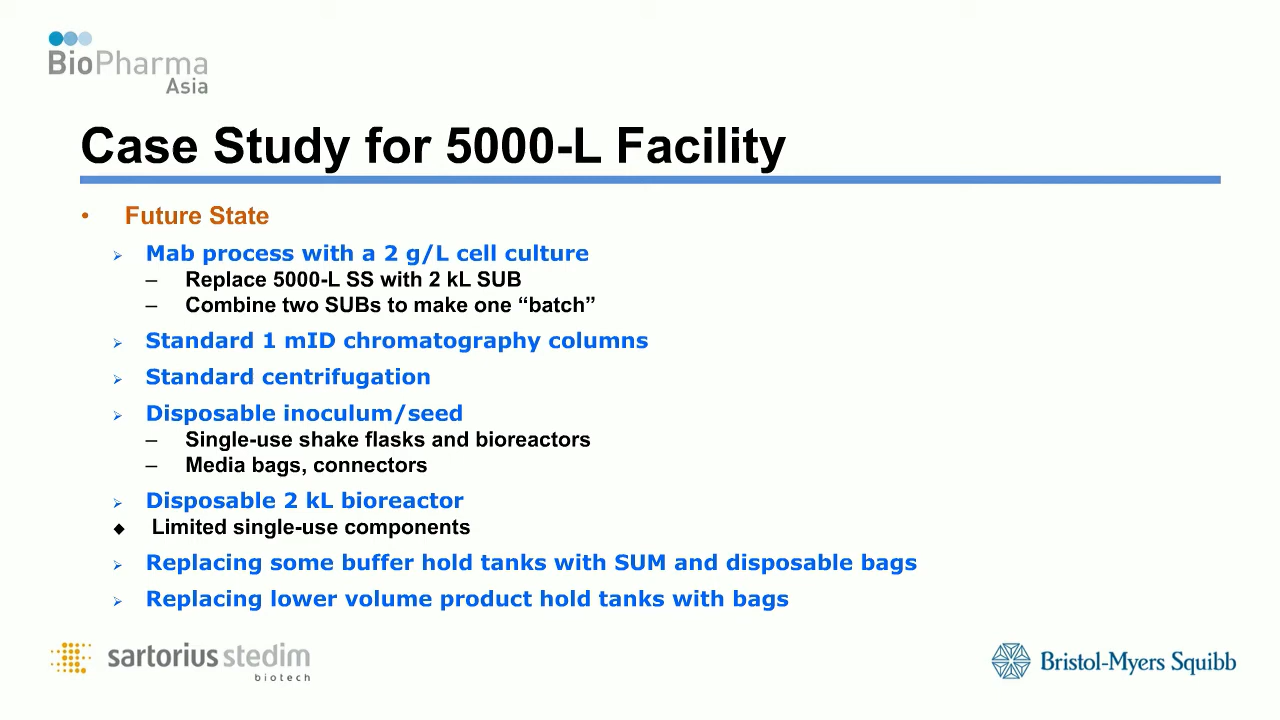 BioPharma
Asia
Case Study for 5000-L Facility
• Future State
➢ Mab process with a 2 g/L cell culture
– Replace 5000-L SS with 2 kL SUB
– Combine two SUBs to make one “batch”
➢ Standard 1 mID chromatography columns
➢ Standard centrifugation
➢ Disposable inoculum/seed
– Single-use shake flasks and bioreactors
– Media bags, connectors
➢ Disposable 2 kL bioreactor
◆ Limited single-use components
➢ Replacing some buffer hold tanks with SUM and disposable bags
➢ Replacing lower volume product hold tanks with bags
sartorius stedim
biotech
Bristol-Myers Squibb